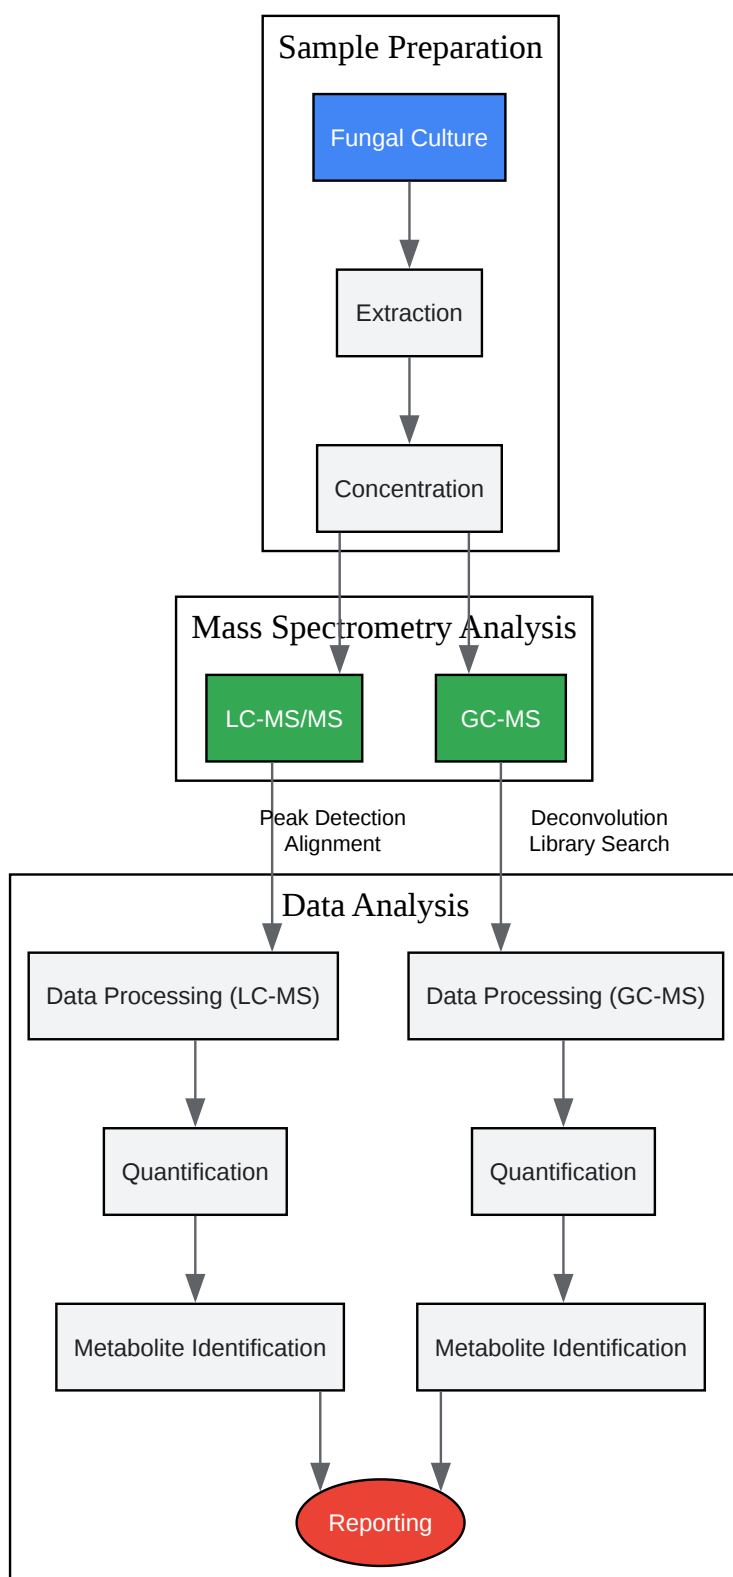 Sample Preparation
Fungal Culture
Extraction
Concentration
Mass Spectrometry Analysis
LC-MS/MS
GC-MS
Peak Detection
Alignment
Deconvolution
Library Search
Data Analysis
Data Processing (LC-MS)
Data Processing (GC-MS)
Quantification
Quantification
Metabolite Identification
Metabolite Identification
Reporting